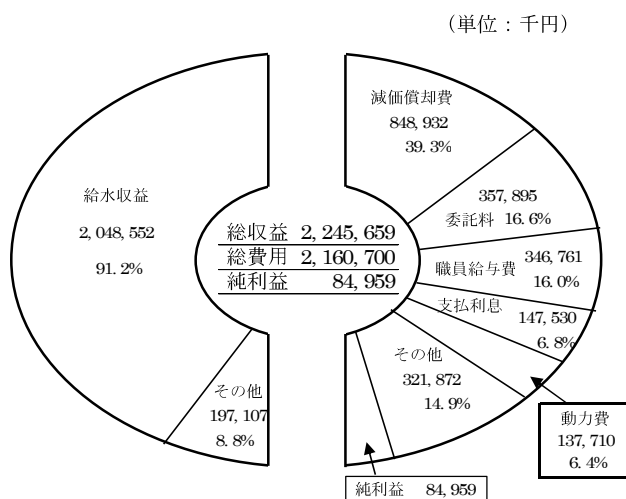 (単位：千円)
減価償却費
848,932
39.3%
357,895
委託料 16.6%
346,761
職員給与費 16.0%
支払利息 147,530
6.8%
動力費
137,710
6.4%
その他
321,872
14.9%
純利益 84,959
給水収益
2,048,552
91.2%
その他
197,107
8.8%
総収益 2,245,659
総費用 2,160,700
純利益 84,959